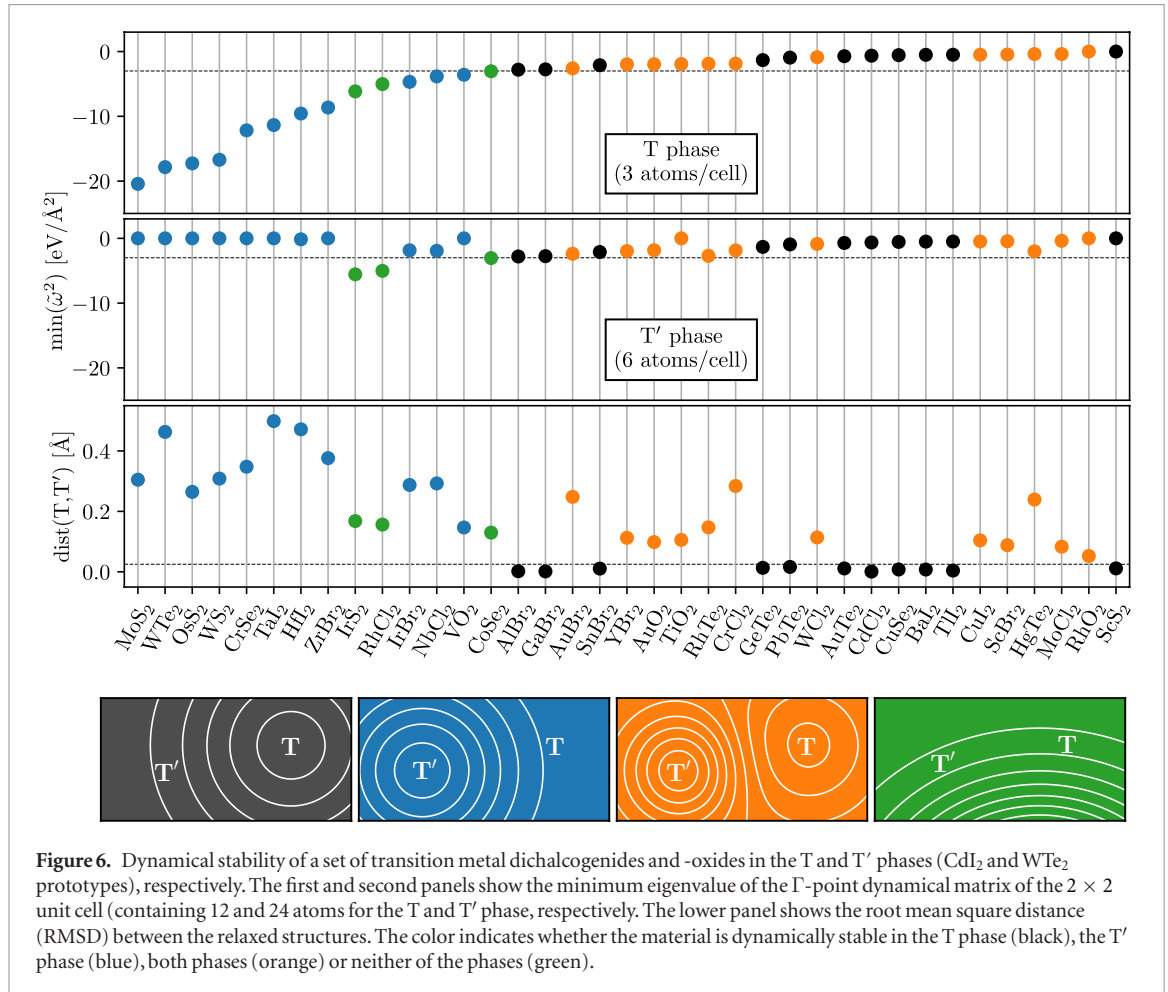 0
−10
−20
T phase
(3 atoms/cell)
0
−10
−20
T′ phase
(6 atoms/cell)
min(ω̃²) [eV/Å²]
0.4
0.2
0.0
dist(T,T′) [Å]
MoS₂
WTe₂
OsS₂
WS₂
CrSe₂
TaI₂
HfI₂
ZrBr₂
IrS₂
RhCl₂
IrBr₂
NbCl₂
VO₂
CoSe₂
AlBr₂
GaBr₂
AuBr₂
SnBr₂
YBr₂
AuO₂
TiO₂
RhTe₂
CrCl₂
GeTe₂
PbTe₂
WCl₂
AuTe₂
CdCl₂
CuSe₂
BaI₂
TlI₂
CuI₂
ScBr₂
HgTe₂
MoCl₂
RhO₂
ScS₂
T′ T
T′ T
T′ T
T′ T
Figure 6. Dynamical stability of a set of transition metal dichalcogenides and -oxides in the T and T′ phases (CdI₂ and WTe₂
prototypes), respectively. The first and second panels show the minimum eigenvalue of the Γ-point dynamical matrix of the 2 × 2
unit cell (containing 12 and 24 atoms for the T and T′ phase, respectively. The lower panel shows the root mean square distance
(RMSD) between the relaxed structures. The color indicates whether the material is dynamically stable in the T phase (black), the T′
phase (blue), both phases (orange) or neither of the phases (green).